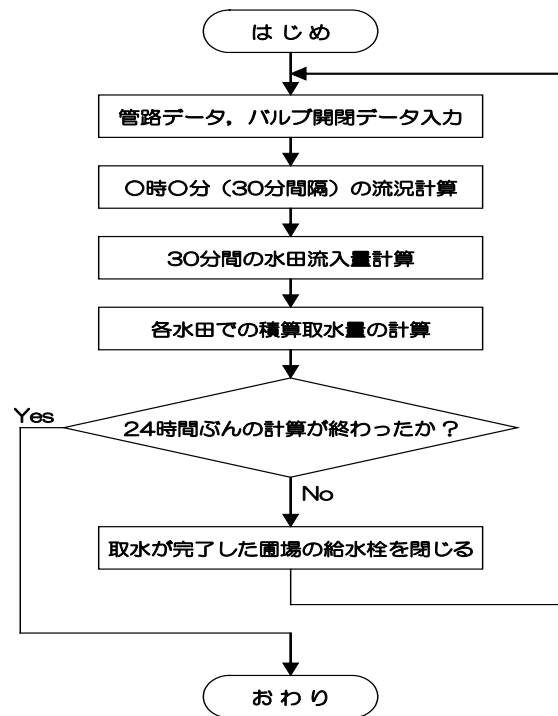 はじめ
管路データ，バルブ開閉データ入力
〇時〇分（30分間隔）の流況計算
30分間の水田流入量計算
各水田での積算取水量の計算
Yes
24時間ぶんの計算が終わったか？
No
取水が完了した圃場の給水栓を閉じる
おわり